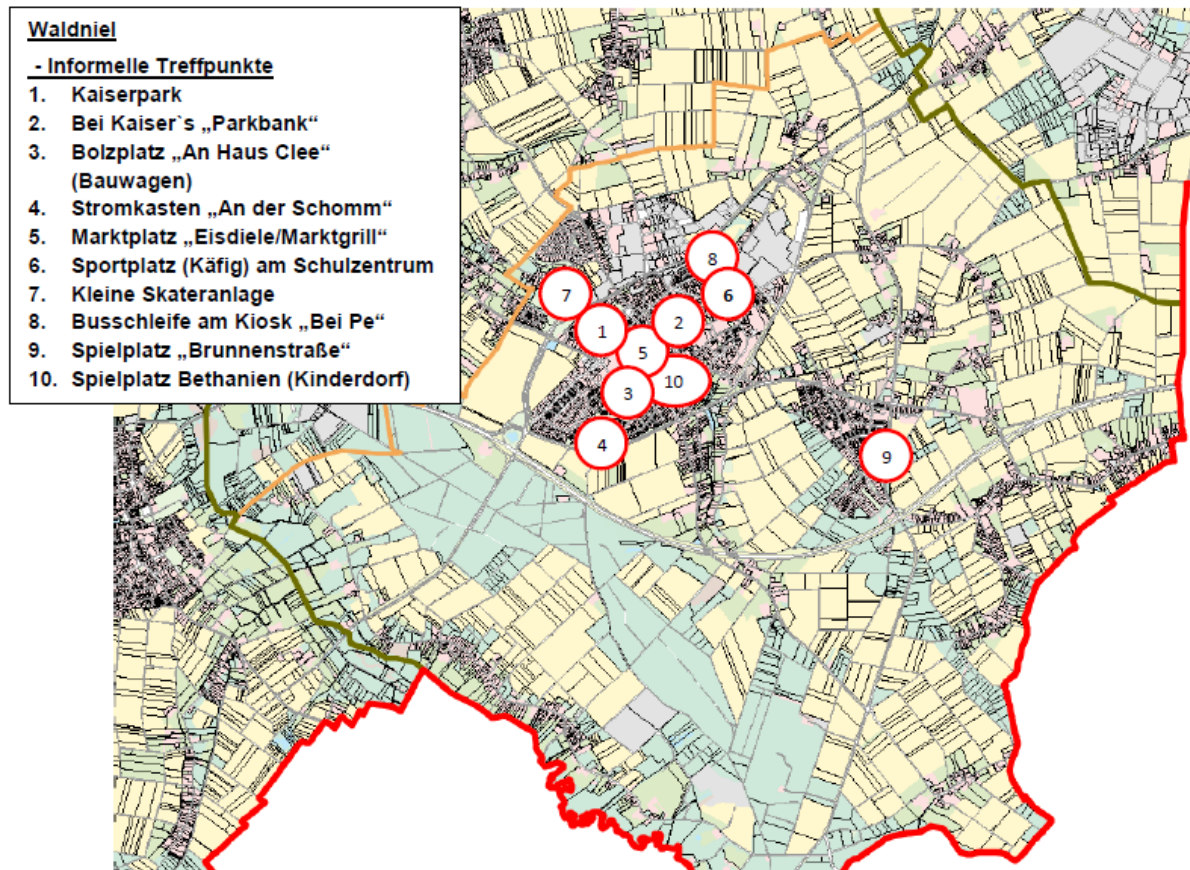 Waldniel
- Informelle Treffpunkte
1. Kaiserpark
2. Bei Kaiser`s „Parkbank“
3. Bolzplatz „An Haus Clee“
(Bauwagen)
4. Stromkasten „An der Schomm“
5. Marktplatz „Eisdiele/Marktgrill“
6. Sportplatz (Käfig) am Schulzentrum
7. Kleine Skateranlage
8. Busschleife am Kiosk „Bei Pe“
9. Spielplatz „Brunnenstraße“
10. Spielplatz Bethanien (Kinderdorf)
8
7
6
2
1
5
10
3
4
9